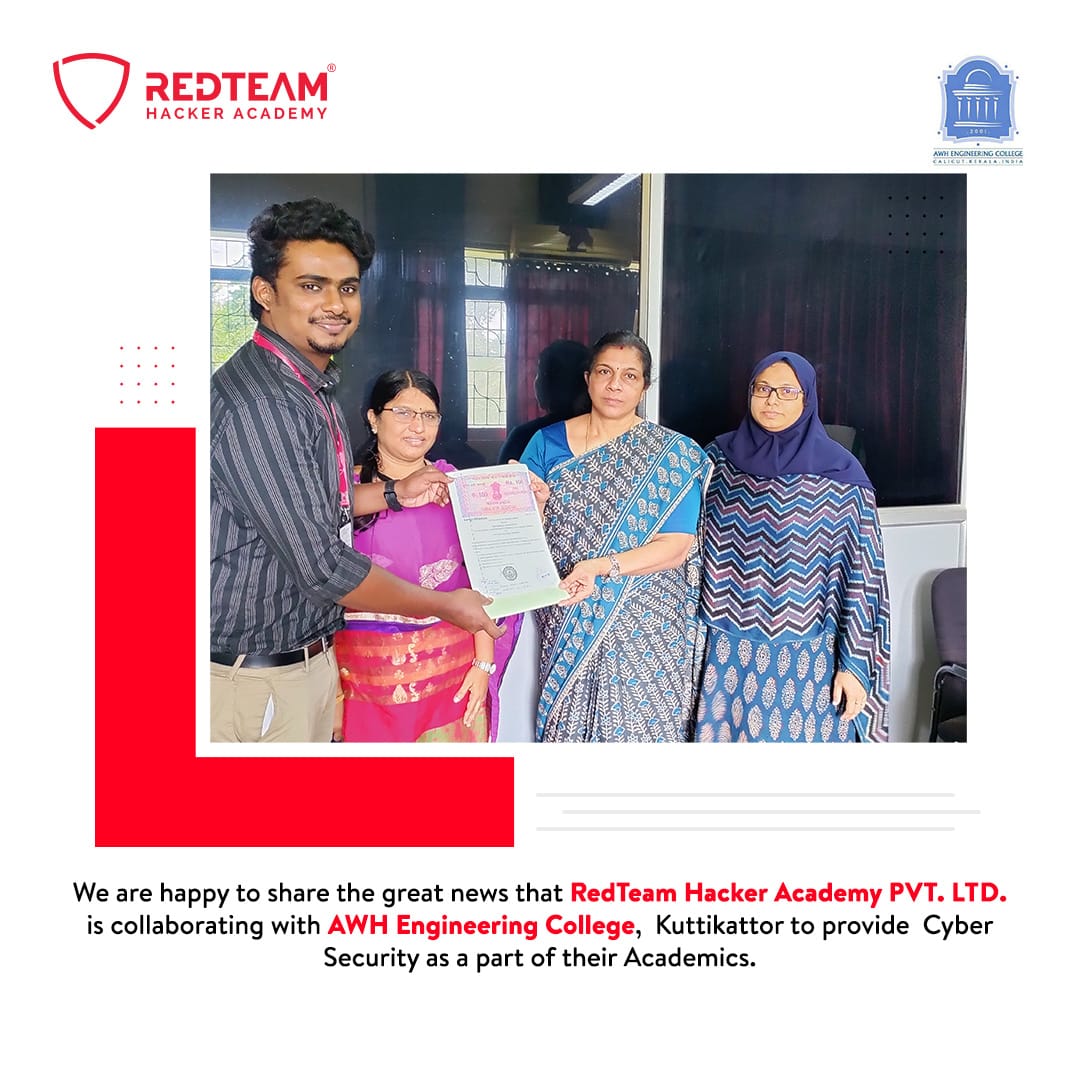 REDTEAM®
HACKER ACADEMY
2001
AWH ENGINEERING COLLEGE
CALICUT.KERALA.INDIA
We are happy to share the great news that RedTeam Hacker Academy PVT. LTD.
is collaborating with AWH Engineering College, Kuttikattor to provide Cyber
Security as a part of their Academics.